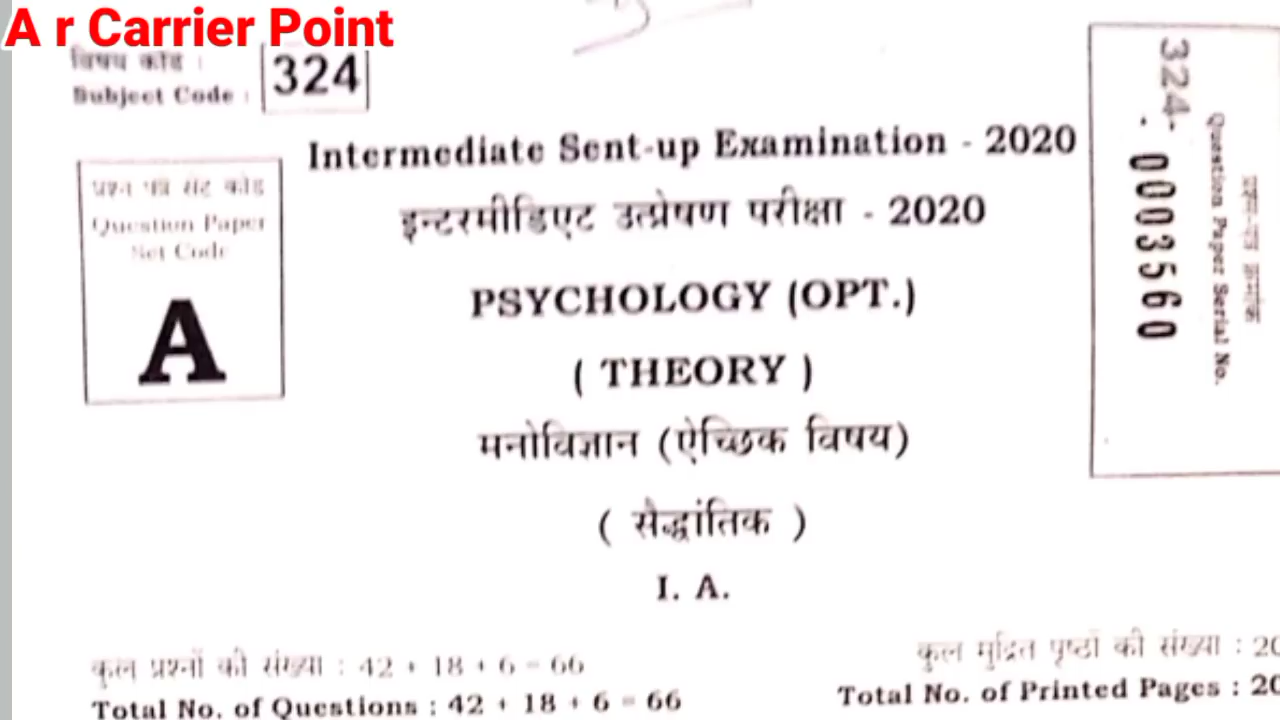 A r Carrier Point
विषय कोड :
Subject Code :
324
Intermediate Sent-up Examination - 2020
इन्टरमीडिएट उत्प्रेषण परीक्षा - 2020
प्रश्न पत्र सेट कोड
Question Paper
Set Code
A
PSYCHOLOGY (OPT.)
( THEORY )
मनोविज्ञान (ऐच्छिक विषय)
( सैद्धांतिक )
I. A.
324-
0003560
Question Paper Serial No.
प्रश्न-पत्र क्रमांक
कुल प्रश्नों की संख्या : 42 + 18 + 6 = 66
Total No. of Questions : 42 + 18 + 6 = 66
कुल मुद्रित पृष्ठों की संख्या : 20
Total No. of Printed Pages : 20